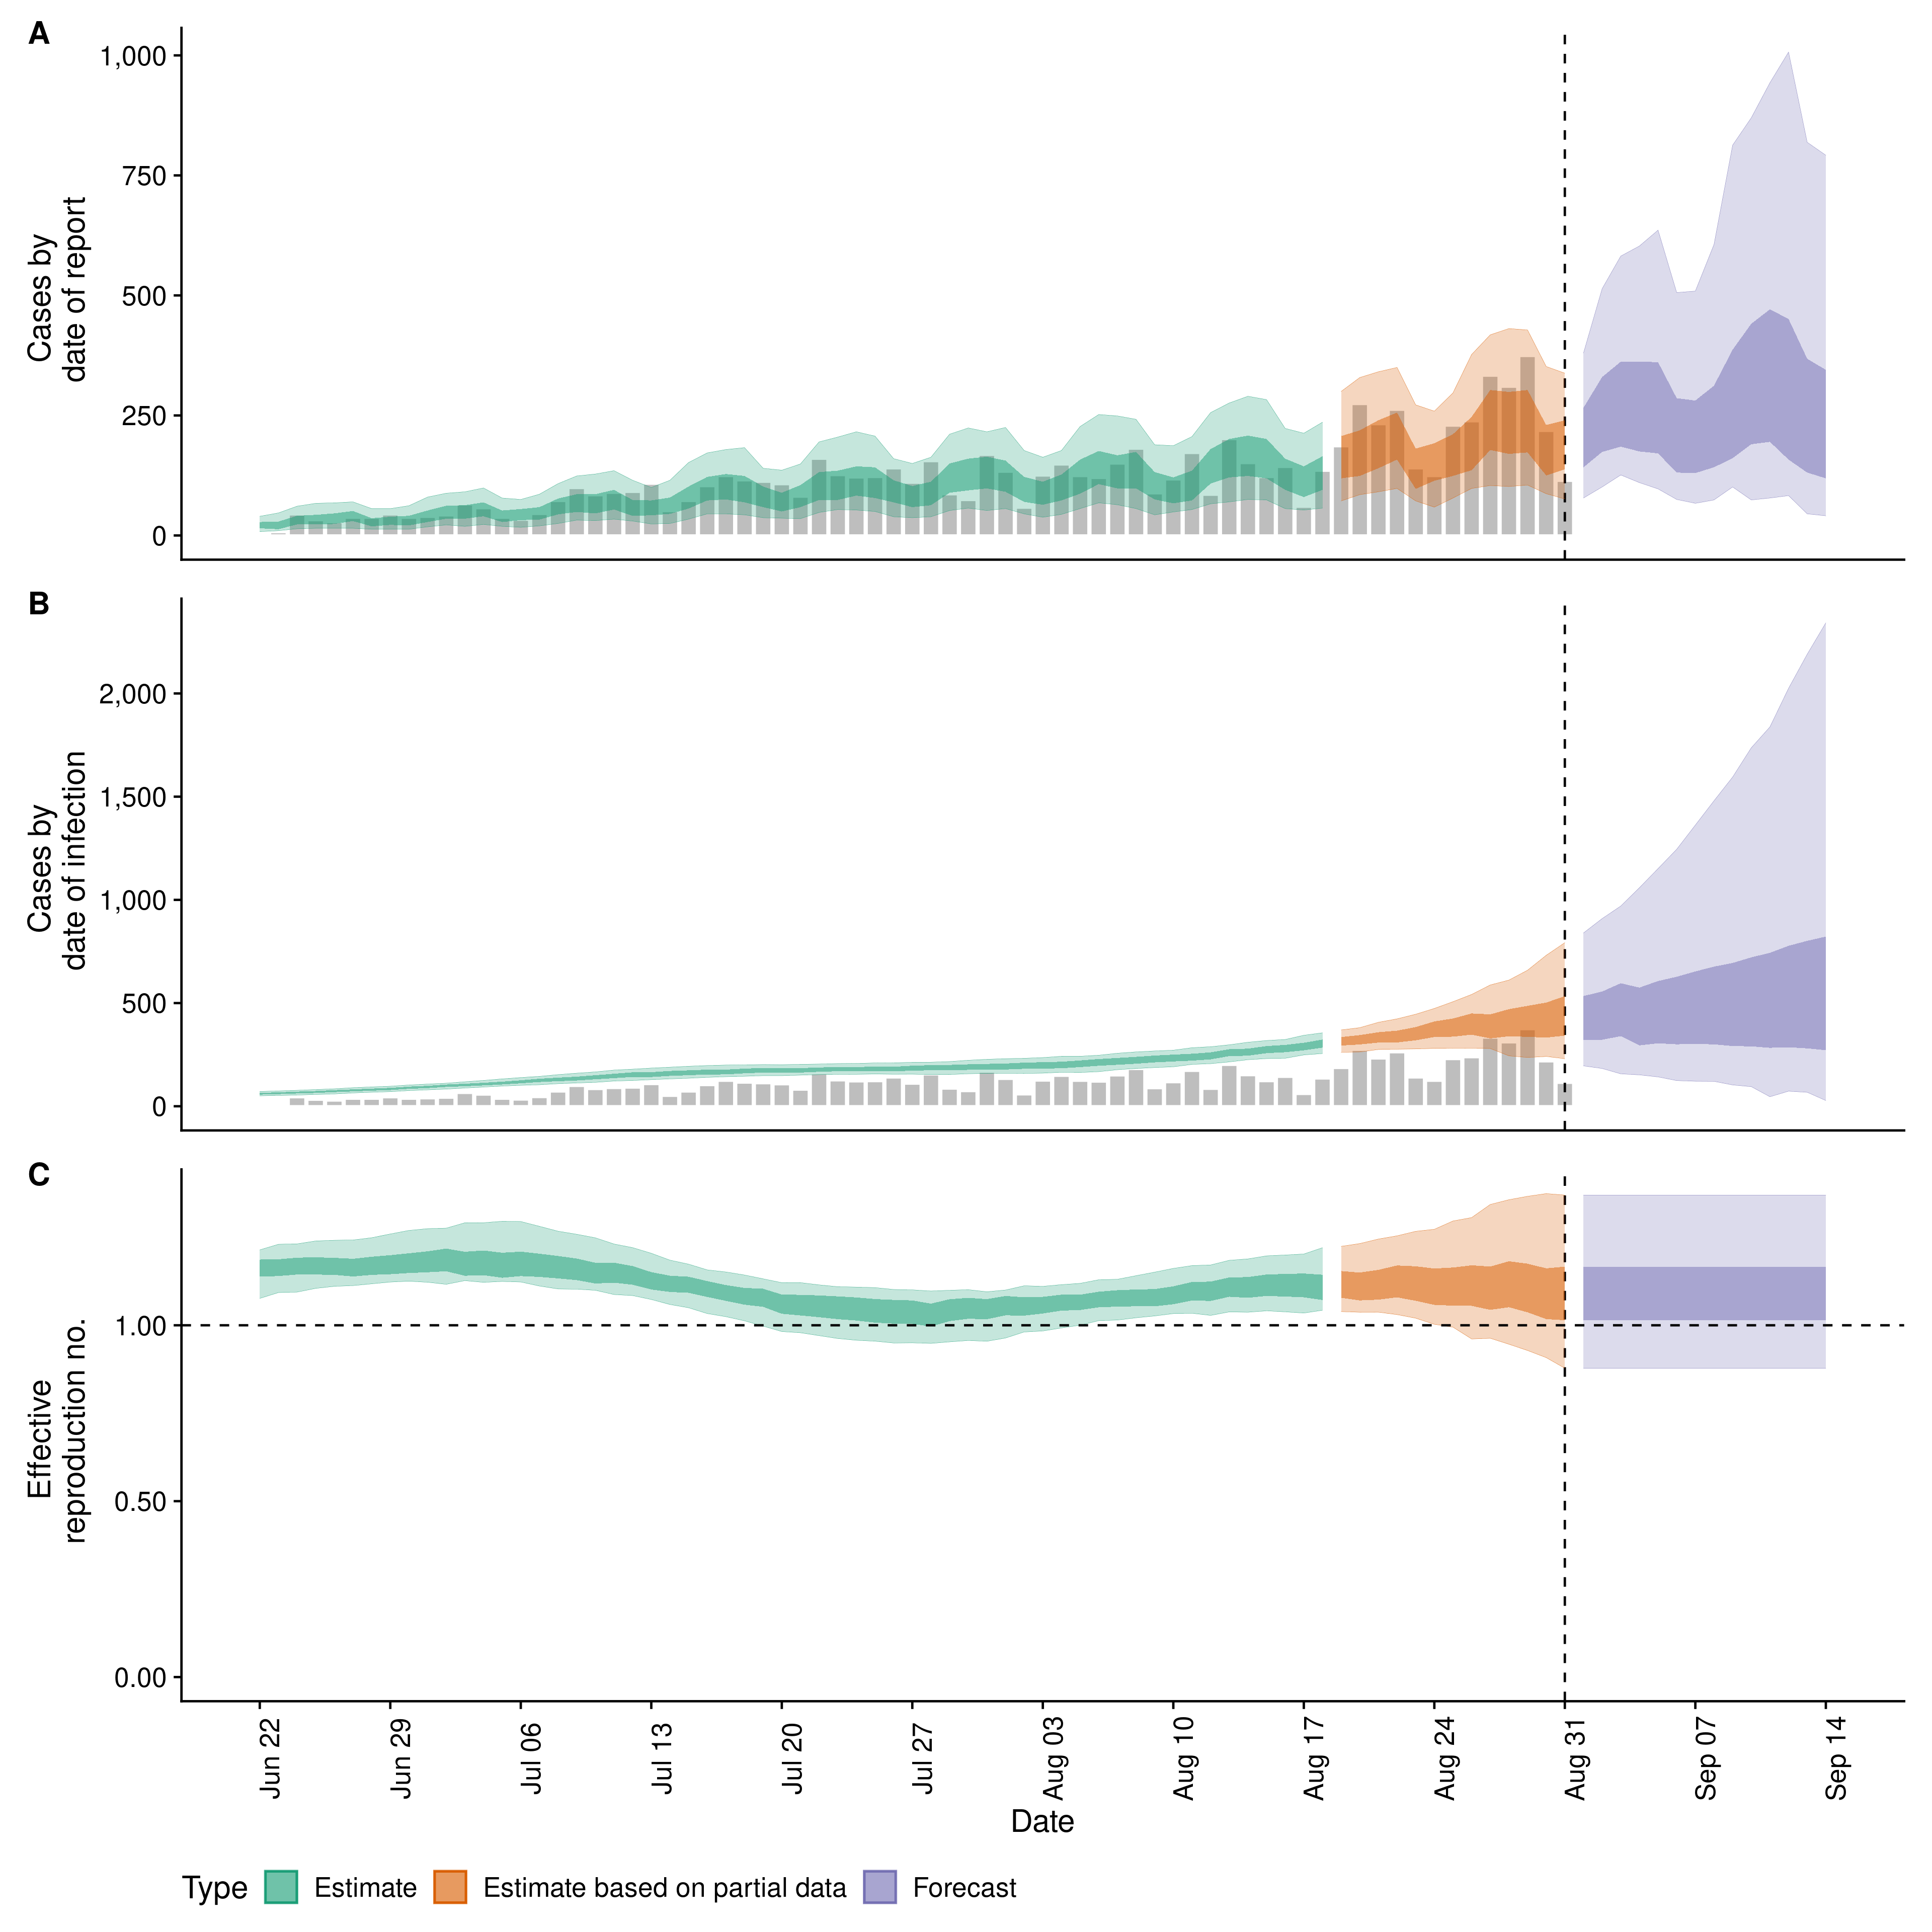 A
Cases by
date of report
1,000
750
500
250
0
B
Cases by
date of infection
2,000
1,500
1,000
500
0
C
Effective
reproduction no.
1.00
0.50
0.00
Jun 22
Jun 29
Jul 06
Jul 13
Jul 20
Jul 27
Aug 03
Aug 10
Aug 17
Aug 24
Aug 31
Sep 07
Sep 14
Date
Type Estimate Estimate based on partial data Forecast